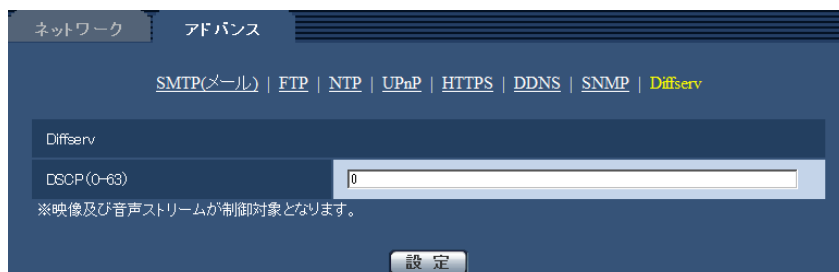 ネットワーク アドバンス
SMTP(メール) | FTP | NTP | UPnP | HTTPS | DDNS | SNMP | Diffserv
Diffserv
DSCP(0-63) 0
※映像及び音声ストリームが制御対象となります。
設定